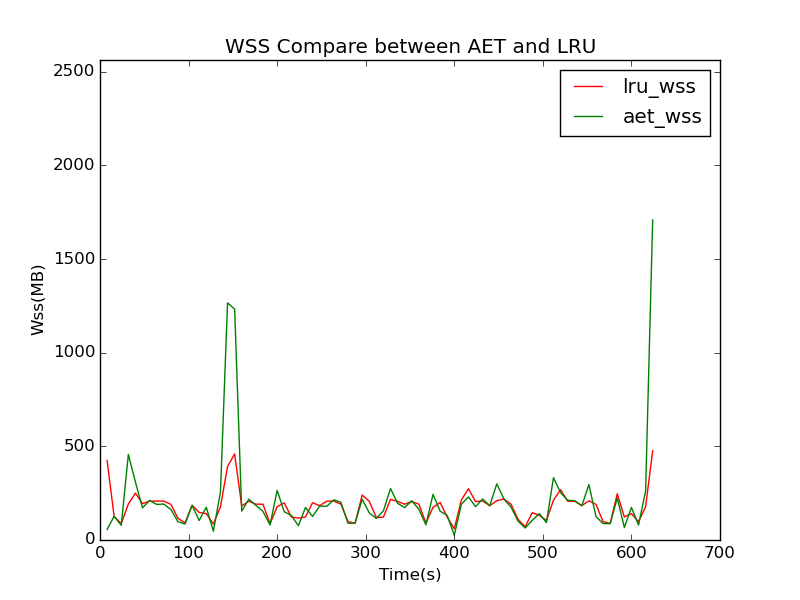 WSS Compare between AET and LRU
lru_wss
aet_wss
2500
2000
1500
1000
500
0
Wss(MB)
0 100 200 300 400 500 600 700
Time(s)